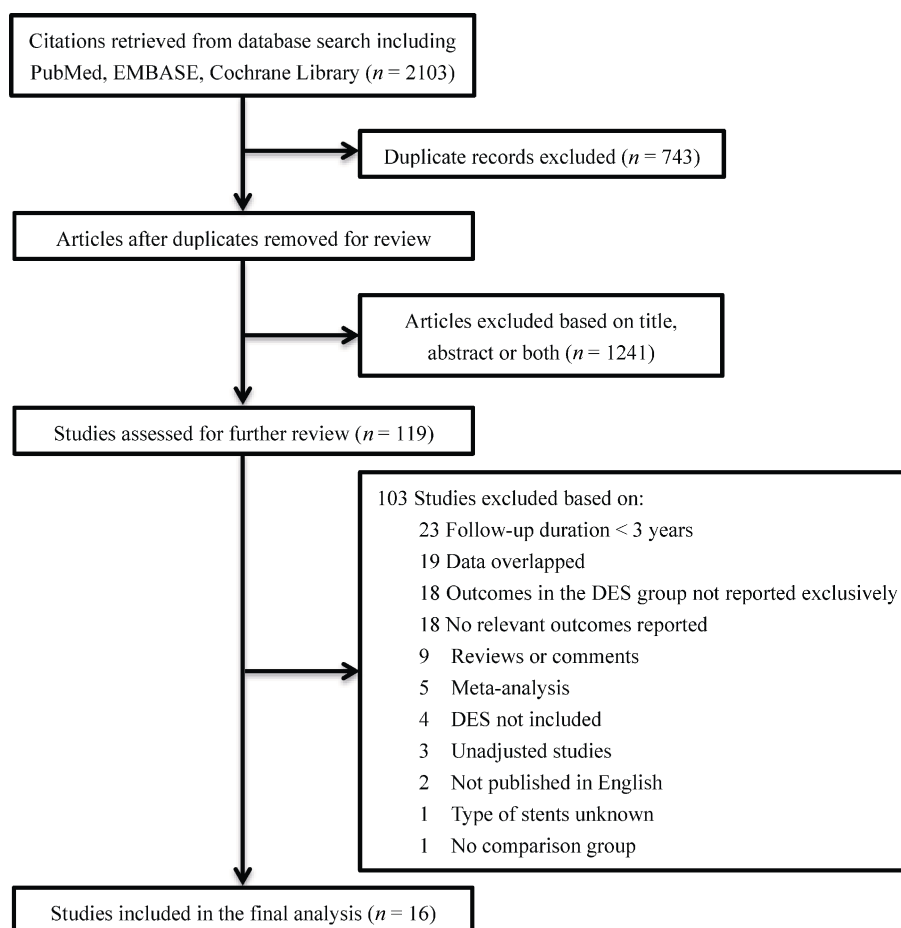 Citations retrieved from database search including
PubMed, EMBASE, Cochrane Library (n = 2103)
Duplicate records excluded (n = 743)
Articles after duplicates removed for review
Articles excluded based on title,
abstract or both (n = 1241)
Studies assessed for further review (n = 119)
103 Studies excluded based on:
23 Follow-up duration < 3 years
19 Data overlapped
18 Outcomes in the DES group not reported exclusively
18 No relevant outcomes reported
9 Reviews or comments
5 Meta-analysis
4 DES not included
3 Unadjusted studies
2 Not published in English
1 Type of stents unknown
1 No comparison group
Studies included in the final analysis (n = 16)